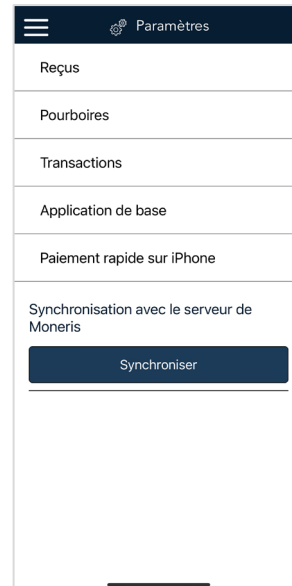 Paramètres
Reçus
Pourboires
Transactions
Application de base
Paiement rapide sur iPhone
Synchronisation avec le serveur de
Moneris
Synchroniser